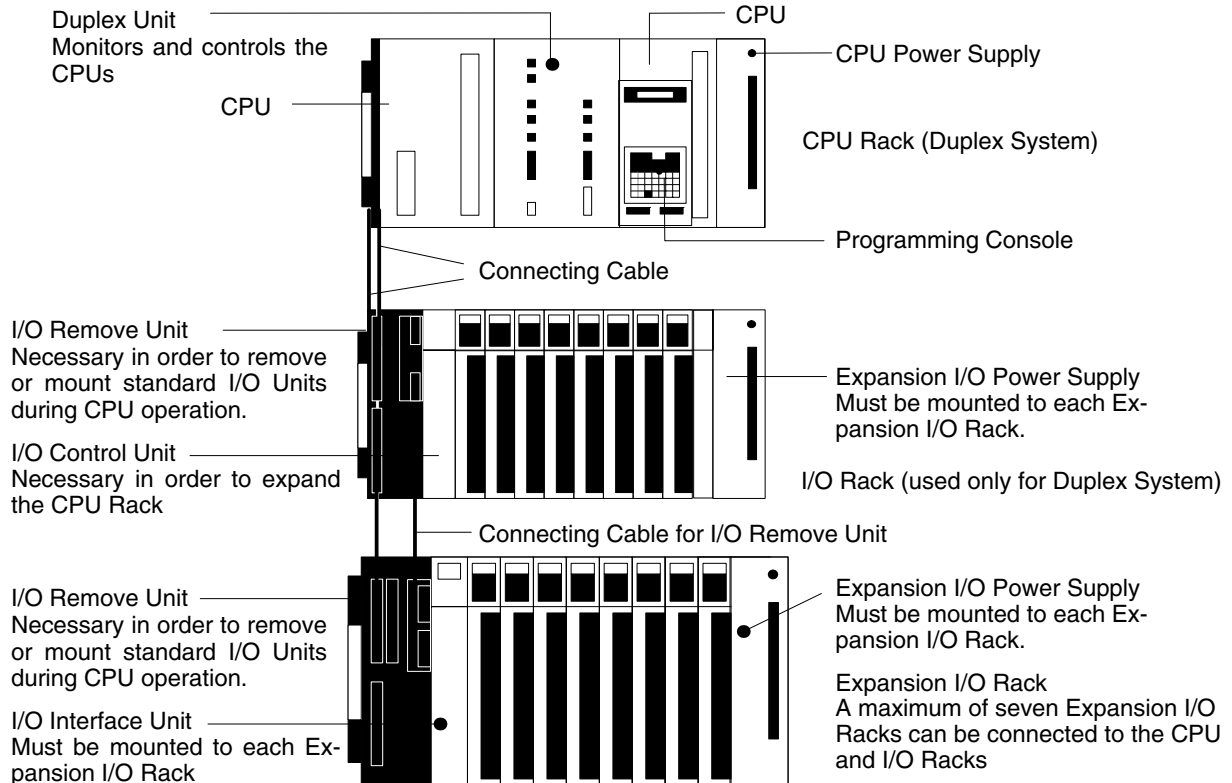 Duplex Unit
Monitors and controls the
CPUs
CPU
CPU
CPU Power Supply
CPU Rack (Duplex System)
Programming Console
Connecting Cable
I/O Remove Unit
Necessary in order to remove
or mount standard I/O Units
during CPU operation.
I/O Control Unit
Necessary in order to expand
the CPU Rack
Expansion I/O Power Supply
Must be mounted to each Ex-
pansion I/O Rack.
I/O Rack (used only for Duplex System)
Connecting Cable for I/O Remove Unit
I/O Remove Unit
Necessary in order to remove
or mount standard I/O Units
during CPU operation.
I/O Interface Unit
Must be mounted to each Ex-
pansion I/O Rack
Expansion I/O Power Supply
Must be mounted to each Ex-
pansion I/O Rack.
Expansion I/O Rack
A maximum of seven Expansion I/O
Racks can be connected to the CPU
and I/O Racks